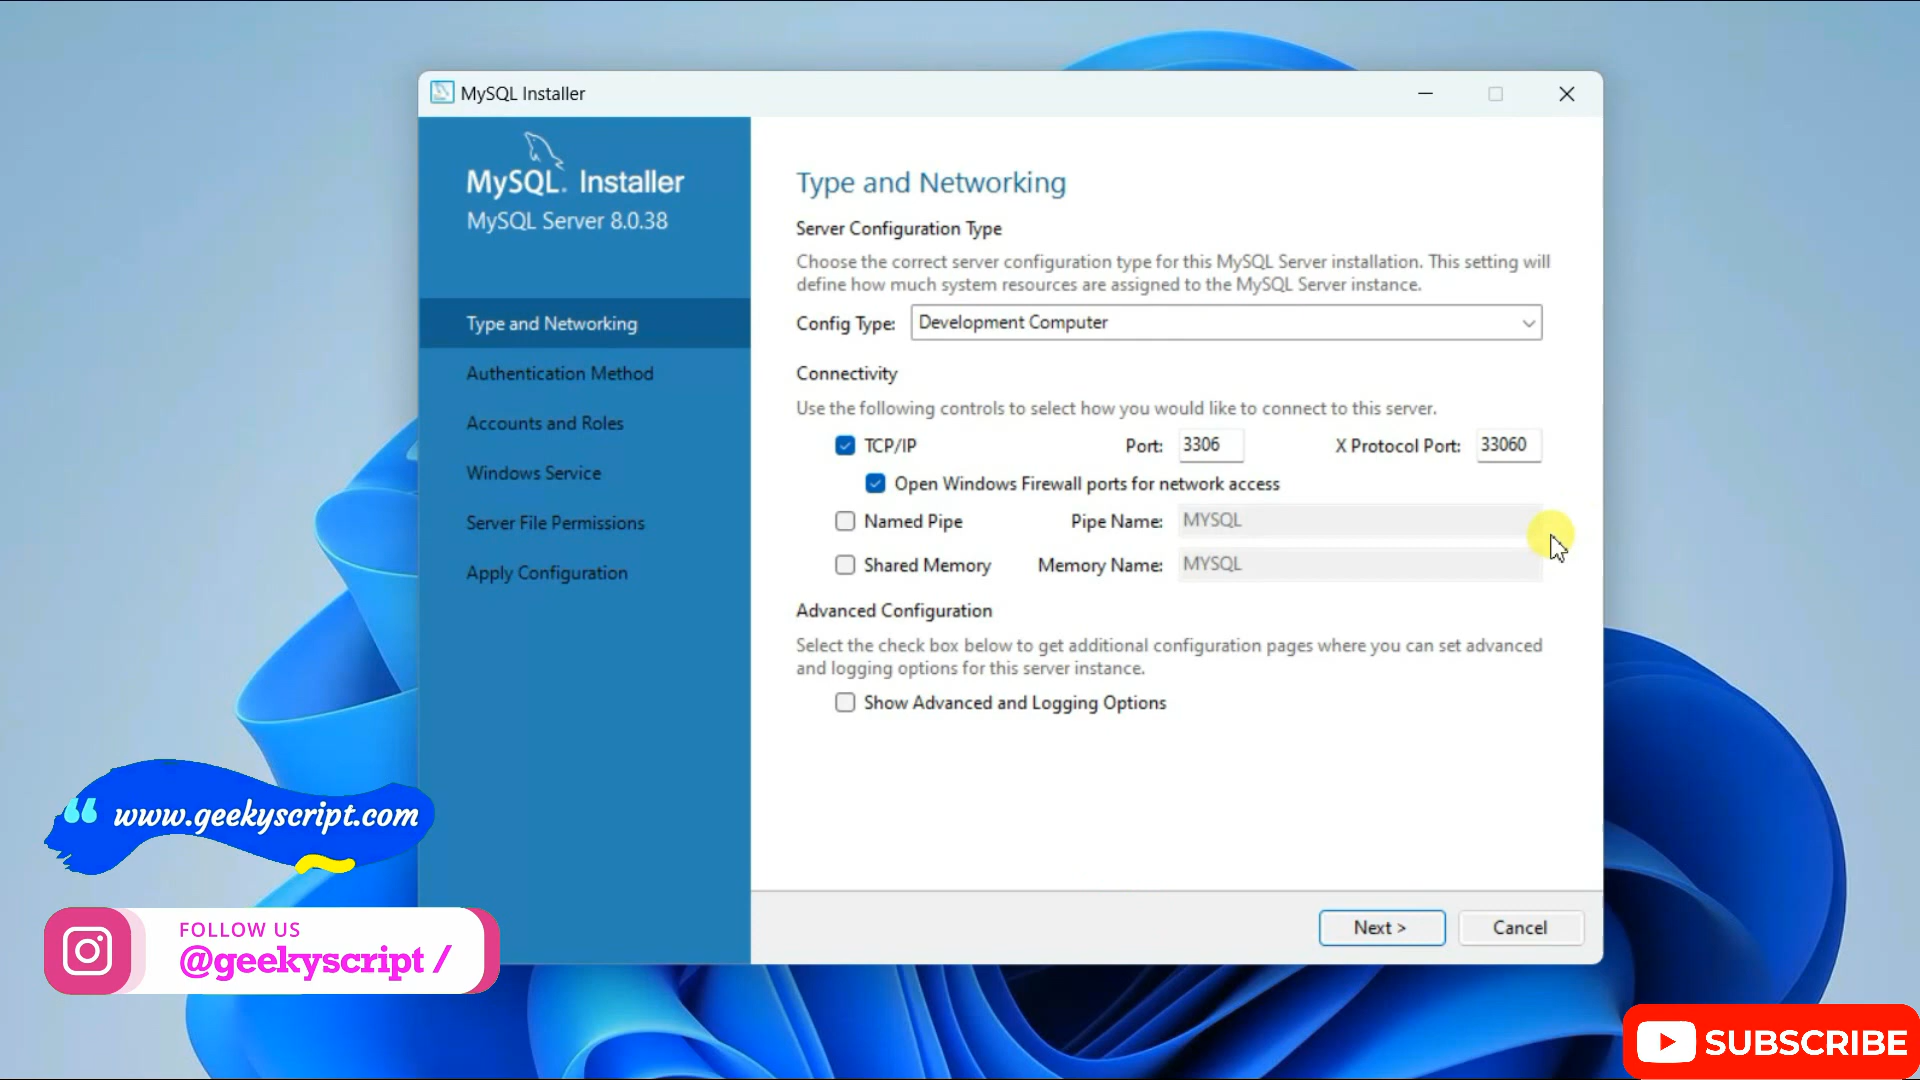 MySQL Installer
MySQL. Installer
MySQL Server 8.0.38
Type and Networking
Authentication Method
Accounts and Roles
Windows Service
Server File Permissions
Apply Configuration
Type and Networking
Server Configuration Type
Choose the correct server configuration type for this MySQL Server installation. This setting will
define how much system resources are assigned to the MySQL Server instance.
Config Type: Development Computer
Connectivity
Use the following controls to select how you would like to connect to this server.
TCP/IP Port: 3306 X Protocol Port: 33060
Open Windows Firewall ports for network access
Named Pipe Pipe Name: MYSQL
Shared Memory Memory Name: MYSQL
Advanced Configuration
Select the check box below to get additional configuration pages where you can set advanced
and logging options for this server instance.
Show Advanced and Logging Options
Next > Cancel
www.geekyscript.com
FOLLOW US
@geekyscript /
SUBSCRIBE